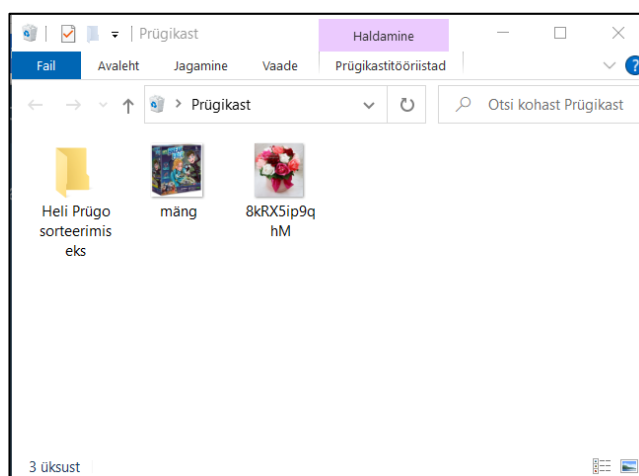 Prügikast
Haldamine
Fail Avaleht Jagamine Vaade Prügikastitööriistad
Prügikast
Otsi kohast Prügikast
Heli Prügo
sorteerimis
eks
mäng
8kRX5ip9q
hM
3 üksust